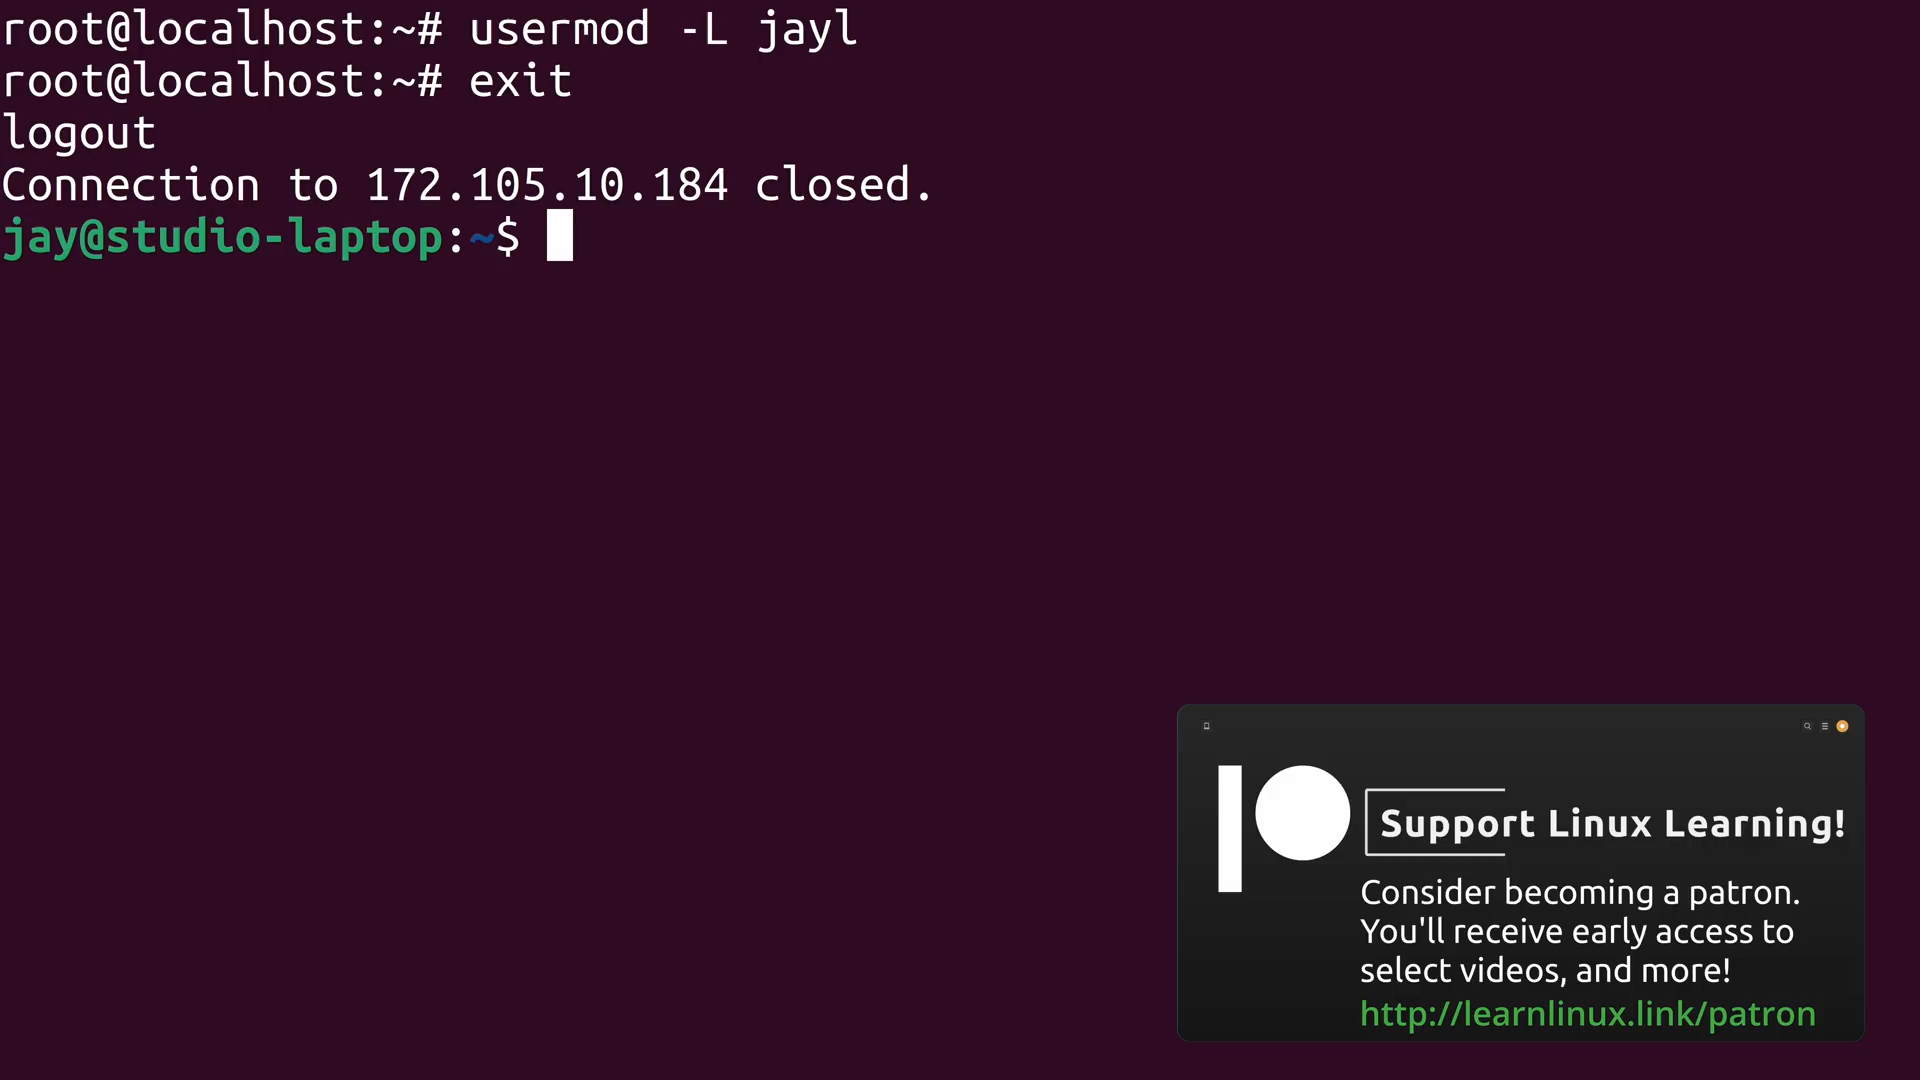 root@localhost:~# usermod -L jayl
root@localhost:~# exit
logout
Connection to 172.105.10.184 closed.
jay@studio-laptop:~$
Support Linux Learning!
Consider becoming a patron.
You'll receive early access to
select videos, and more!
http://learnlinux.link/patron